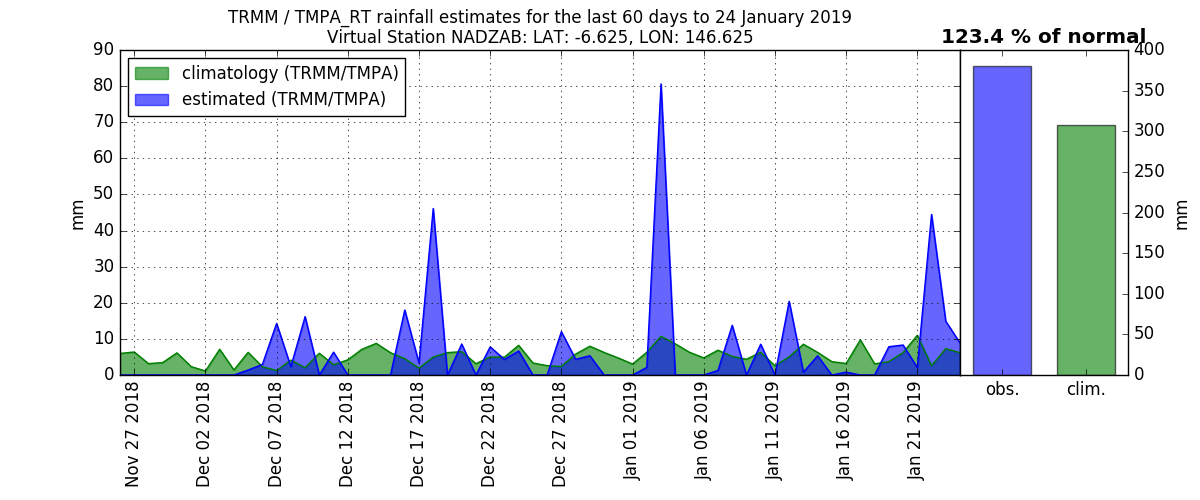 TRMM / TMPA_RT rainfall estimates for the last 60 days to 24 January 2019
Virtual Station NADZAB: LAT: -6.625, LON: 146.625
123.4 % of normal
climatology (TRMM/TMPA)
estimated (TRMM/TMPA)
90
80
70
60
50
40
30
20
10
0
mm
Nov 27 2018
Dec 02 2018
Dec 07 2018
Dec 12 2018
Dec 17 2018
Dec 22 2018
Dec 27 2018
Jan 01 2019
Jan 06 2019
Jan 11 2019
Jan 16 2019
Jan 21 2019
obs.
clim.
400
350
300
250
200
150
100
50
0
mm